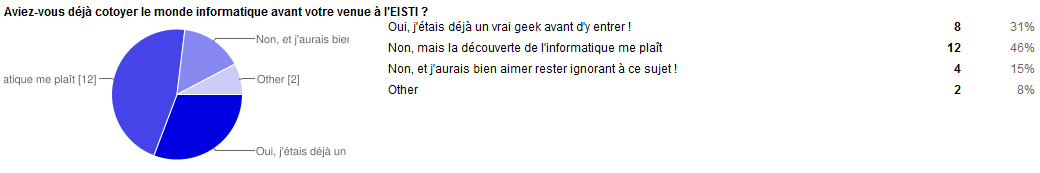 Aviez-vous déjà cotoyer le monde informatique avant votre venue à l'EISTI ?
Non, et j'aurais bien
atique me plaît [12]
Other [2]
Oui, j'étais déjà un
Oui, j'étais déjà un vrai geek avant d'y entrer ! 8 31%
Non, mais la découverte de l'informatique me plaît 12 46%
Non, et j'aurais bien aimer rester ignorant à ce sujet ! 4 15%
Other 2 8%